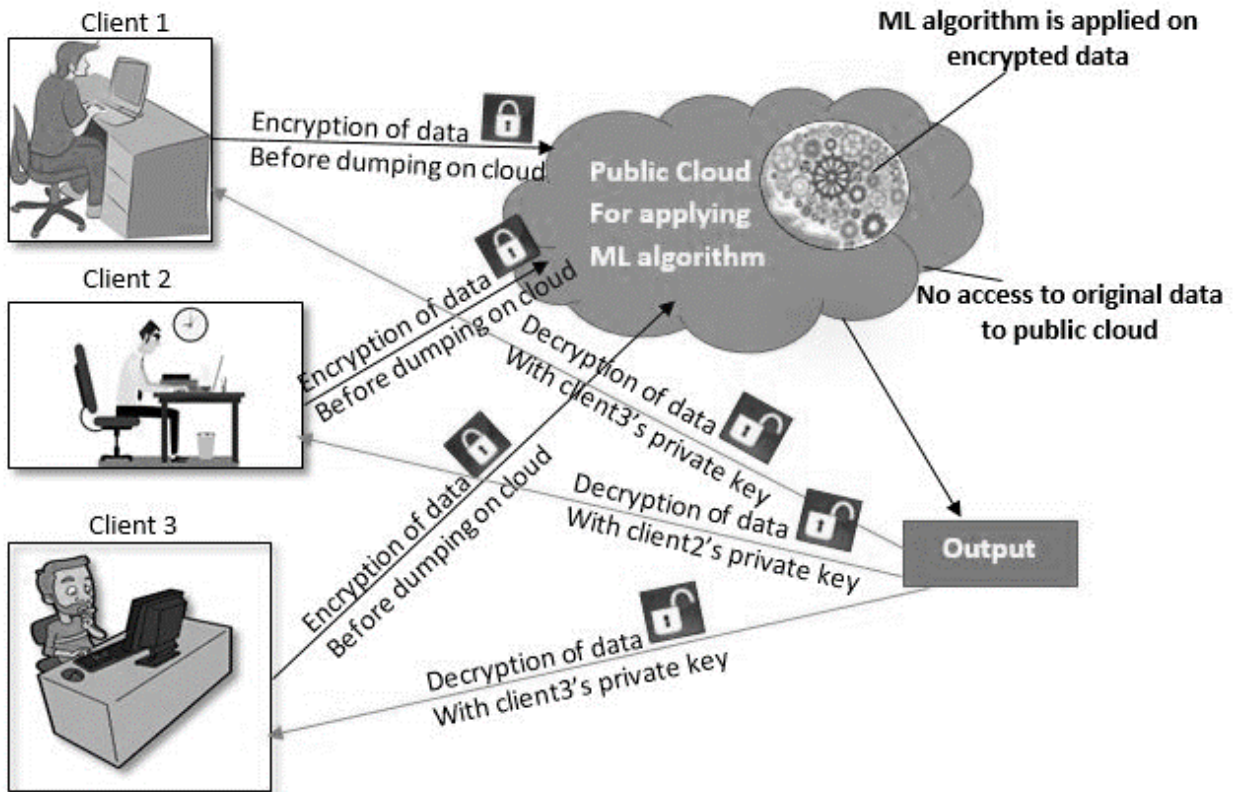 Client 1
ML algorithm is applied on
encrypted data
Encryption of data
Before dumping on cloud
Public Cloud
For applying
ML algorithm
Client 2
Encryption of data
Before dumping on cloud
No access to original data
to public cloud
Decryption of data
With client3's private key
Client 3
Encryption of data
Before dumping on cloud
Decryption of data
With client2's private key
Output
Decryption of data
With client3's private key